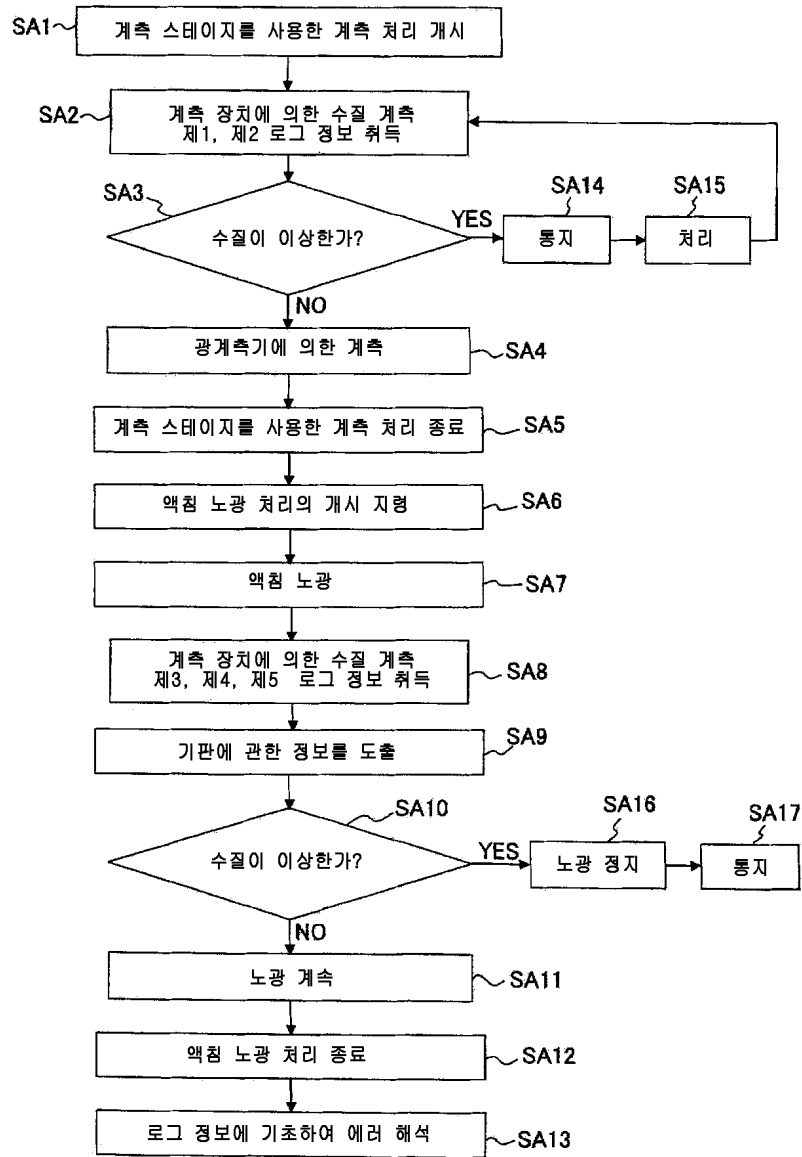 SA1
계측 스테이지를 사용한 계측 처리 개시
SA2
계측 장치에 의한 수질 계측
제1, 제2 로그 정보 취득
SA3
수질이 이상한가?
YES
SA14
통지
SA15
처리
NO
광계측기에 의한 계측
SA4
계측 스테이지를 사용한 계측 처리 종료
SA5
액침 노광 처리의 개시 지령
SA6
액침 노광
SA7
계측 장치에 의한 수질 계측
제3, 제4, 제5 로그 정보 취득
SA8
기판에 관한 정보를 도출
SA9
SA10
수질이 이상한가?
YES
SA16
노광 정지
SA17
통지
NO
노광 계속
SA11
액침 노광 처리 종료
SA12
로그 정보에 기초하여 에러 해석
SA13